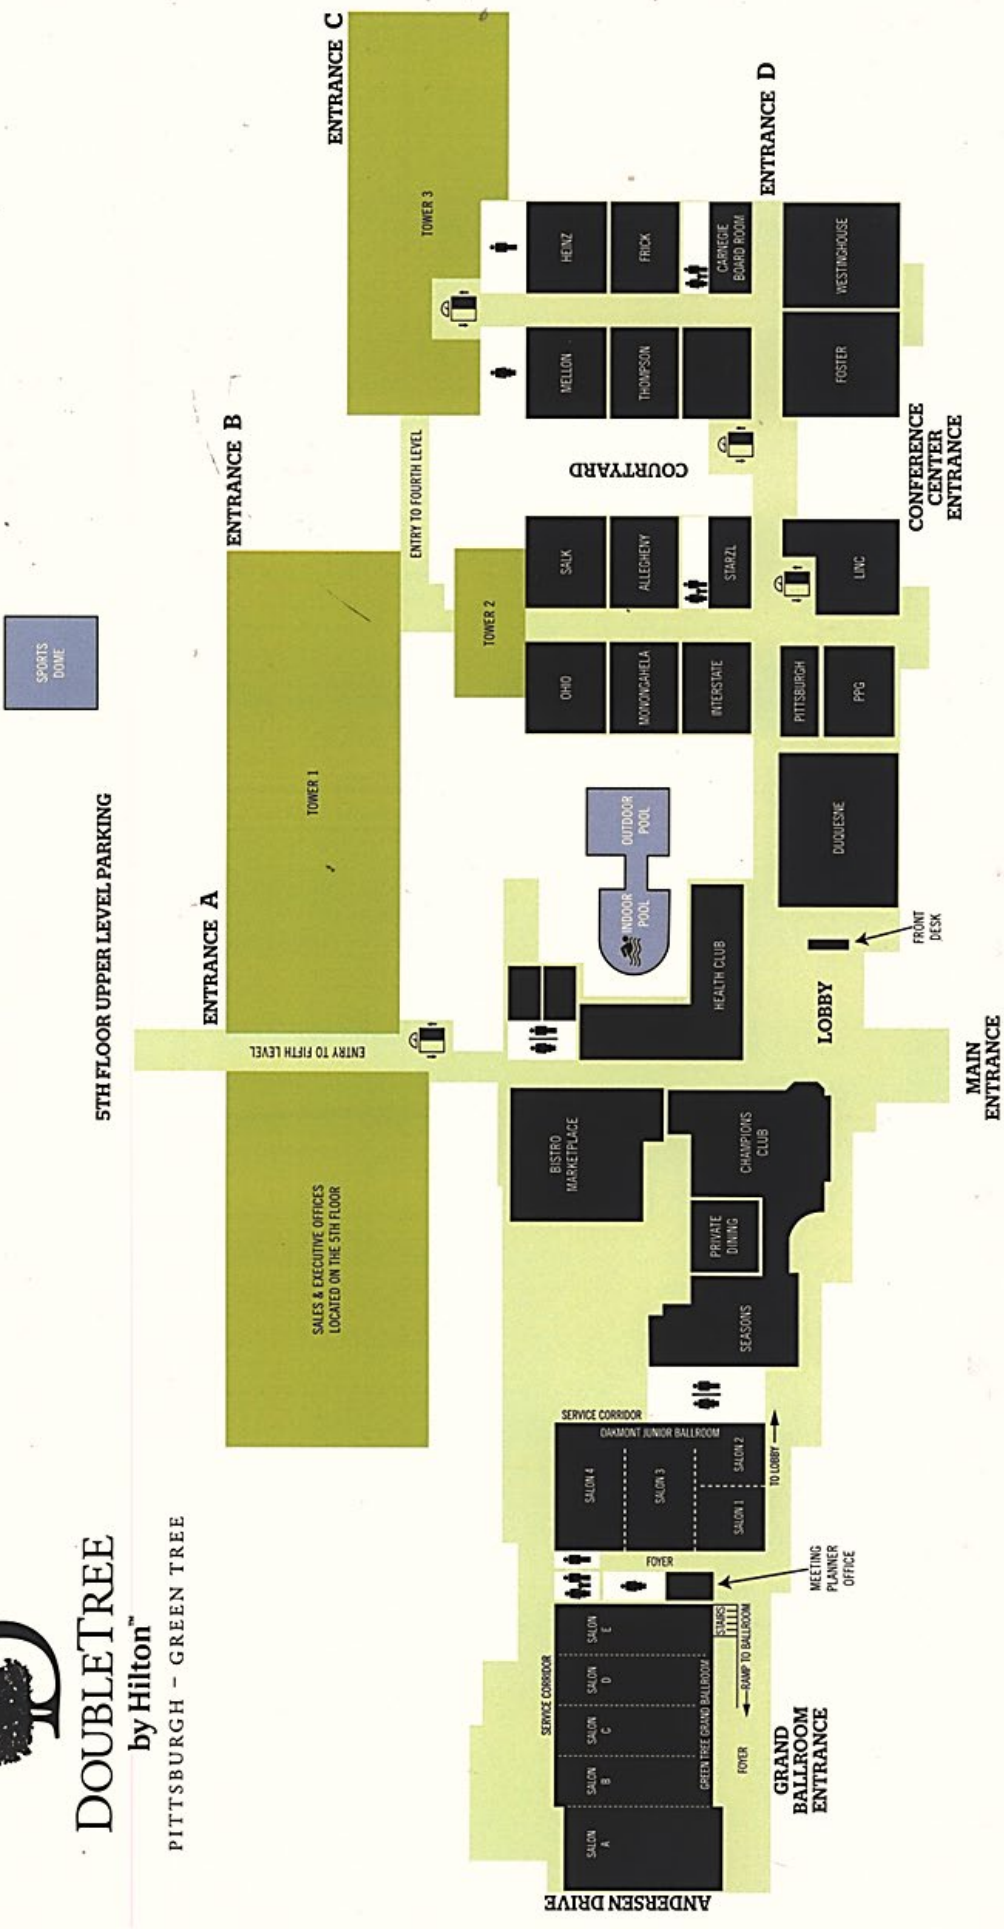 DOUBLETREE
by Hilton™
PITTSBURGH – GREEN TREE
5TH FLOOR UPPER LEVEL PARKING
SPORTS
DOME
ENTRANCE A
ENTRANCE B
ENTRANCE C
SALES & EXECUTIVE OFFICES
LOCATED ON THE 5TH FLOOR
ENTRY TO FIFTH LEVEL
TOWER 1
ENTRY TO FOURTH LEVEL
TOWER 2
TOWER 3
ANDERSEN DRIVE
SERVICE CORRIDOR
SALON
A
SALON
B
SALON
C
SALON
D
SALON
E
GREEN TREE GRAND BALLROOM
STAIRS
RAMP TO BALLROOM
FOYER
GRAND
BALLROOM
ENTRANCE
MEETING
PLANNER
OFFICE
FOYER
SERVICE CORRIDOR
OAKMONT JUNIOR BALLROOM
SALON 4
SALON 3
SALON 1
SALON 2
TO LOBBY
SEASONS
PRIVATE
DINING
CHAMPIONS
CLUB
BISTRO
MARKETPLACE
HEALTH CLUB
INDOOR
POOL
OUTDOOR
POOL
LOBBY
MAIN
ENTRANCE
FRONT
DESK
DUQUESNE
OHIO
MONONGAHELA
INTERSTATE
PITTSBURGH
PPG
SALK
ALLEGHENY
STARZL
LINC
COURTYARD
CONFERENCE
CENTER
ENTRANCE
MELLON
THOMPSON
FOSTER
HEINZ
FRICK
CARNEGIE
BOARD ROOM
WESTINGHOUSE
ENTRANCE D